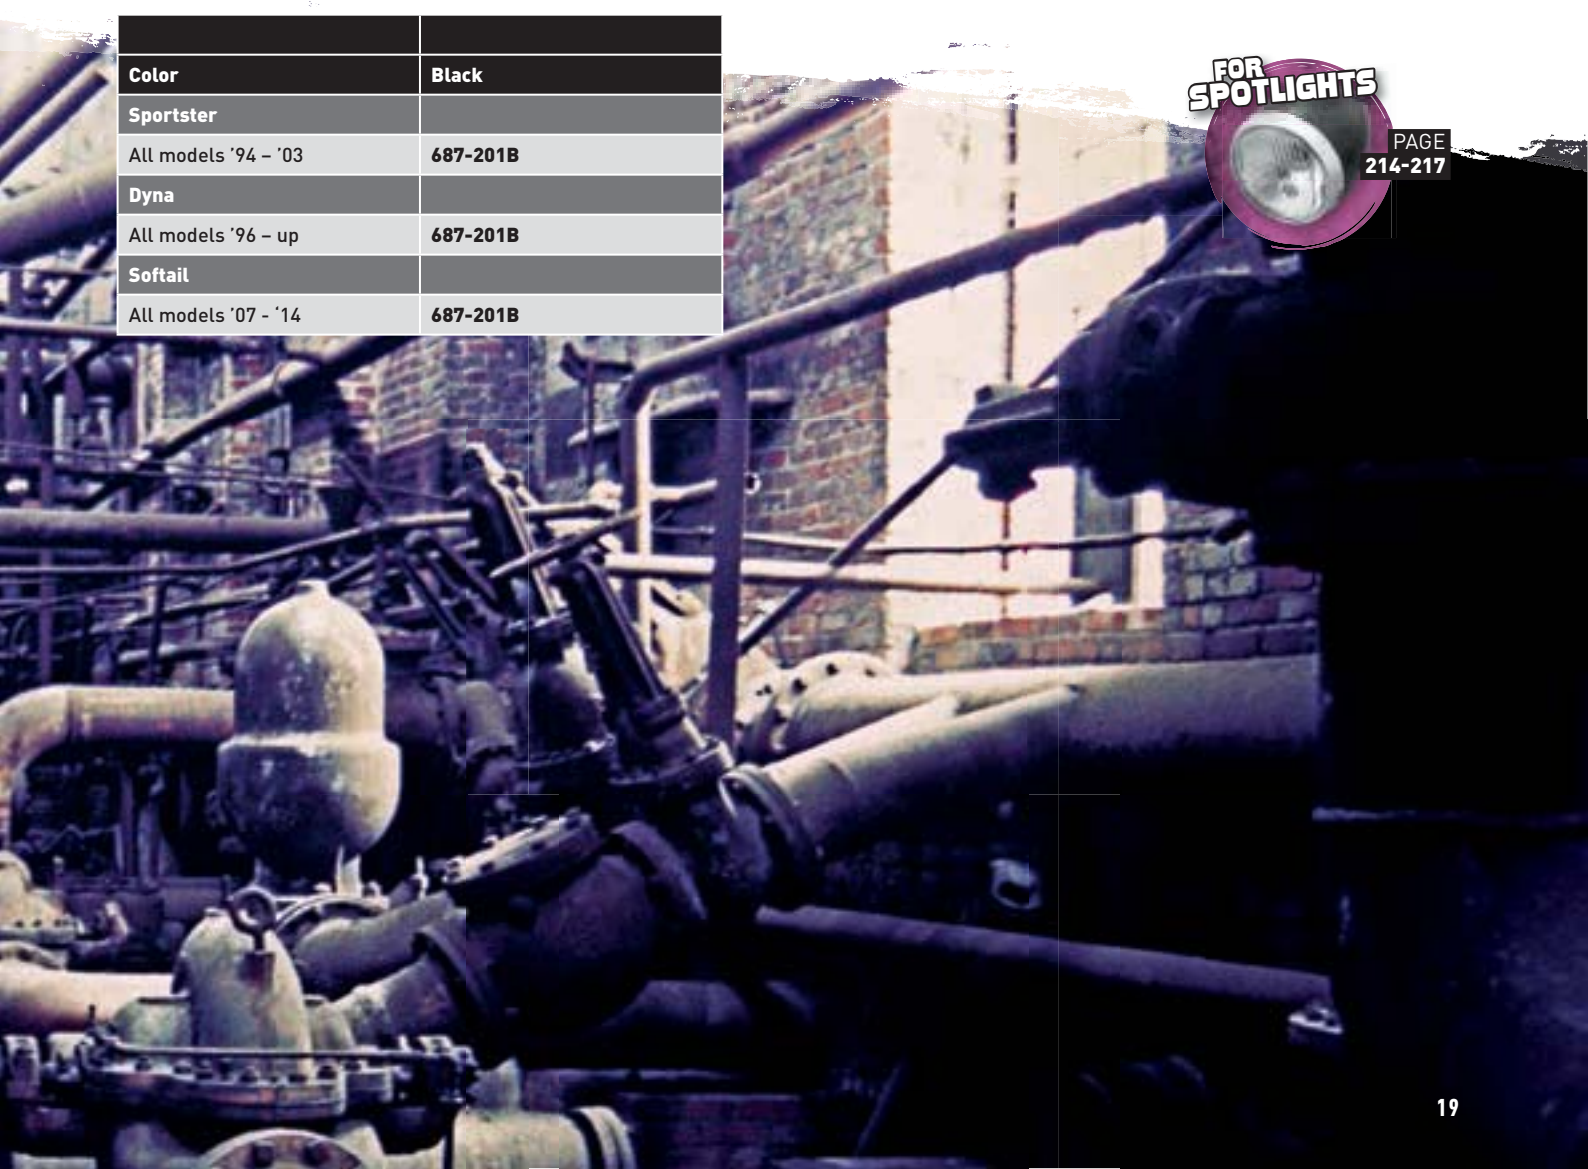 Color Black
Sportster
All models ’94 – ’03 687-201B
Dyna
All models ’96 – up 687-201B
Softail
All models ’07 - ‘14 687-201B
FOR
SPOTLIGHTS
PAGE
214-217
19